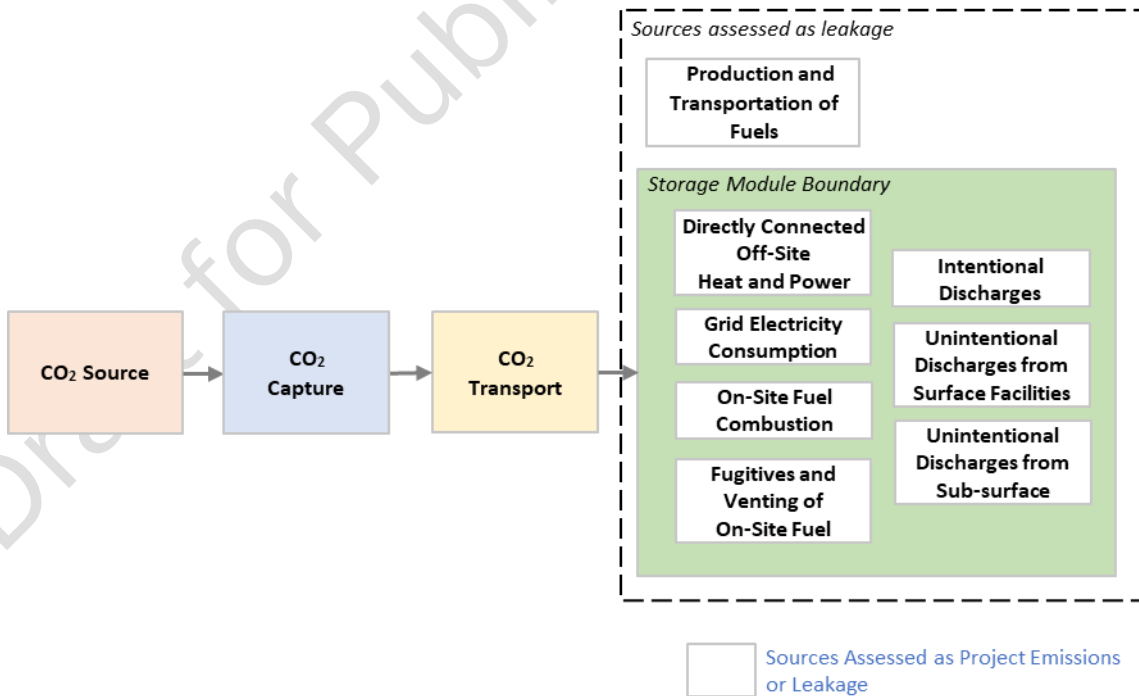 Draft for Publ
Sources assessed as leakage
Production and
Transportation of
Fuels
Storage Module Boundary
Directly Connected
Off-Site
Heat and Power
Grid Electricity
Consumption
On-Site Fuel
Combustion
Fugitives and
Venting of
On-Site Fuel
Intentional
Discharges
Unintentional
Discharges from
Surface Facilities
Unintentional
Discharges from
Sub-surface
CO₂ Source
CO₂
Capture
CO₂
Transport
Sources Assessed as Project Emissions
or Leakage